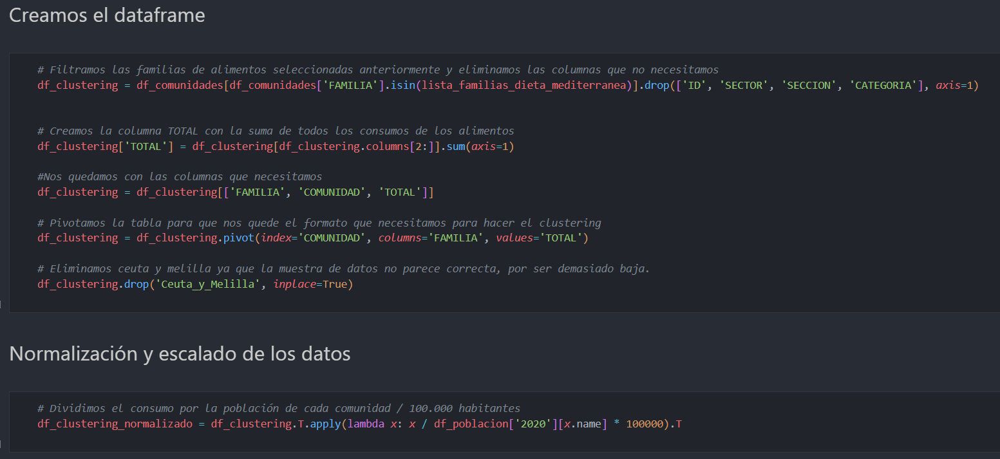 Creamos el dataframe
# Filtramos las familias de alimentos seleccionadas anteriormente y eliminamos las columnas que no necesitamos
df_clustering = df_comunidades[df_comunidades['FAMILIA'].isin(lista_familias_dieta_mediterranea)].drop(['ID', 'SECTOR', 'SECCION', 'CATEGORIA'], axis=1)
# Creamos la columna TOTAL con la suma de todos los consumos de los alimentos
df_clustering['TOTAL'] = df_clustering[df_clustering.columns[2:]].sum(axis=1)
#Nos quedamos con las columnas que necesitamos
df_clustering = df_clustering[['FAMILIA', 'COMUNIDAD', 'TOTAL']]
# Pivotamos la tabla para que nos quede el formato que necesitamos para hacer el clustering
df_clustering = df_clustering.pivot(index='COMUNIDAD', columns='FAMILIA', values='TOTAL')
# Eliminamos ceuta y melilla ya que la muestra de datos no parece correcta, por ser demasiado baja.
df_clustering.drop('Ceuta_y_Melilla', inplace=True)
Normalización y escalado de los datos
# Dividimos el consumo por la población de cada comunidad / 100.000 habitantes
df_clustering_normalizado = df_clustering.T.apply(lambda x: x / df_poblacion['2020'][x.name] * 100000).T